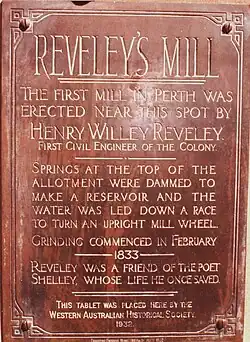 REVELEY'S MILL
THE FIRST MILL IN PERTH WAS
ERECTED NEAR THIS SPOT BY
HENRY WILLEY REVELEY
FIRST CIVIL ENGINEER OF THE COLONY.
SPRINGS AT THE TOP OF THE
ALLOTMENT WERE DAMMED TO
MAKE A RESERVOIR AND THE
WATER WAS LED DOWN A RACE
TO TURN AN UPRIGHT MILL WHEEL.
GRINDING COMMENCED IN FEBRUARY
1833
REVELEY WAS A FRIEND OF THE POET
SHELLEY, WHOSE LIFE HE ONCE SAVED.
THIS TABLET WAS PLACED HERE BY THE
WESTERN AUSTRALIAN HISTORICAL SOCIETY
1932.